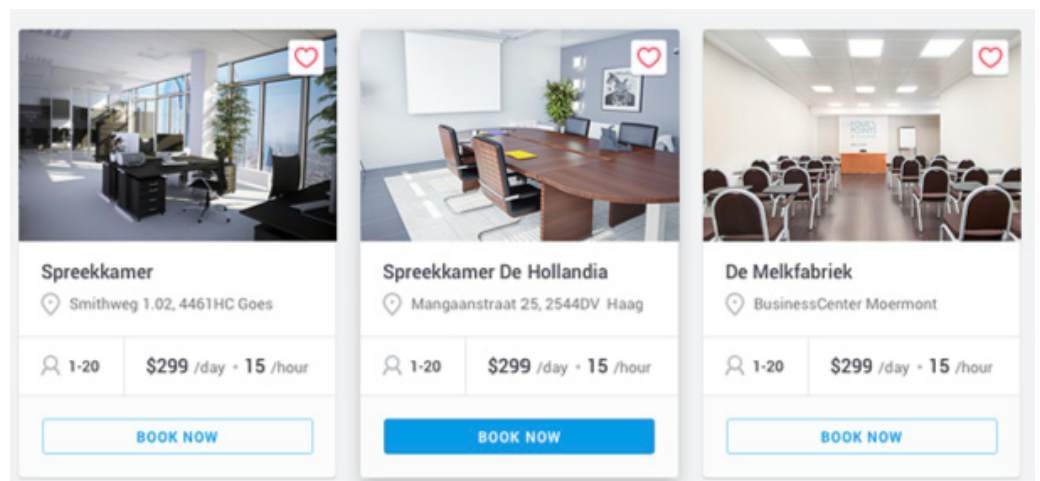 Spreekkamer
Smithweg 1.02, 4461HC Goes
1-20
$299 /day • 15 /hour
BOOK NOW
Spreekkamer De Hollandia
Mangaanstraat 25, 2544DV Haag
1-20
$299 /day • 15 /hour
BOOK NOW
FOUR
POINTS
De Melkfabriek
BusinessCenter Moermont
1-20
$299 /day • 15 /hour
BOOK NOW